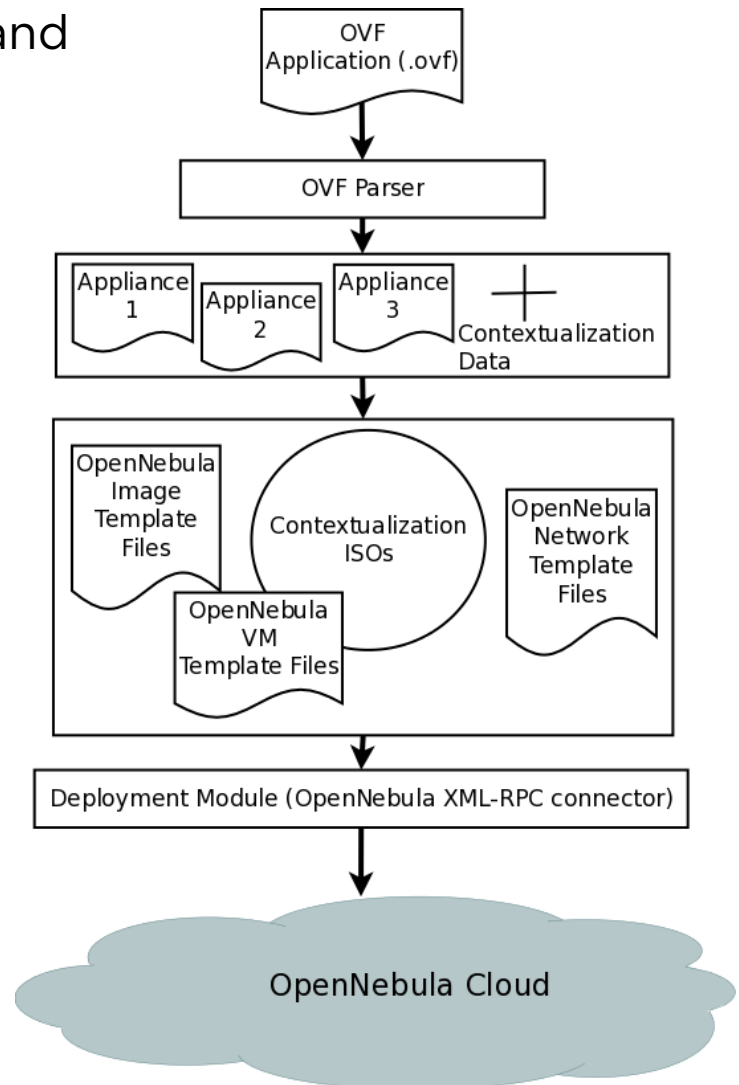 and
OVF
Application (.ovf)
OVF Parser
Appliance
1
Appliance
2
Appliance
3
Contextualization
Data
OpenNebula
Image
Template
Files
Contextualization
ISOs
OpenNebula
Network
Template
Files
OpenNebula
VM
Template Files
Deployment Module (OpenNebula XML-RPC connector)
OpenNebula Cloud